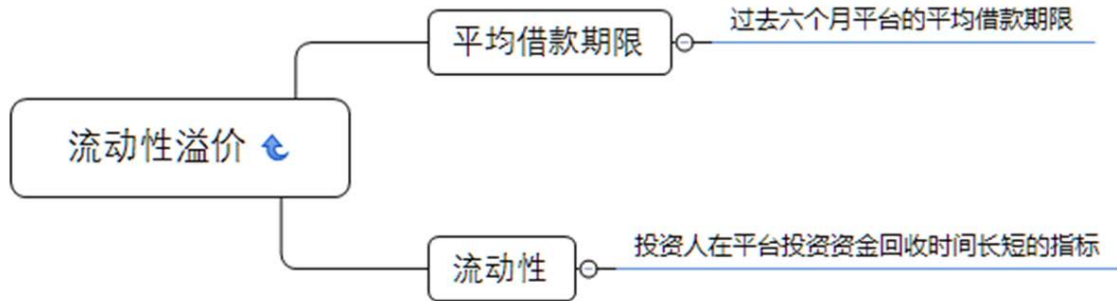 过去六个月平台的平均借款期限
平均借款期限
流动性溢价
投资人在平台投资资金回收时间长短的指标
流动性